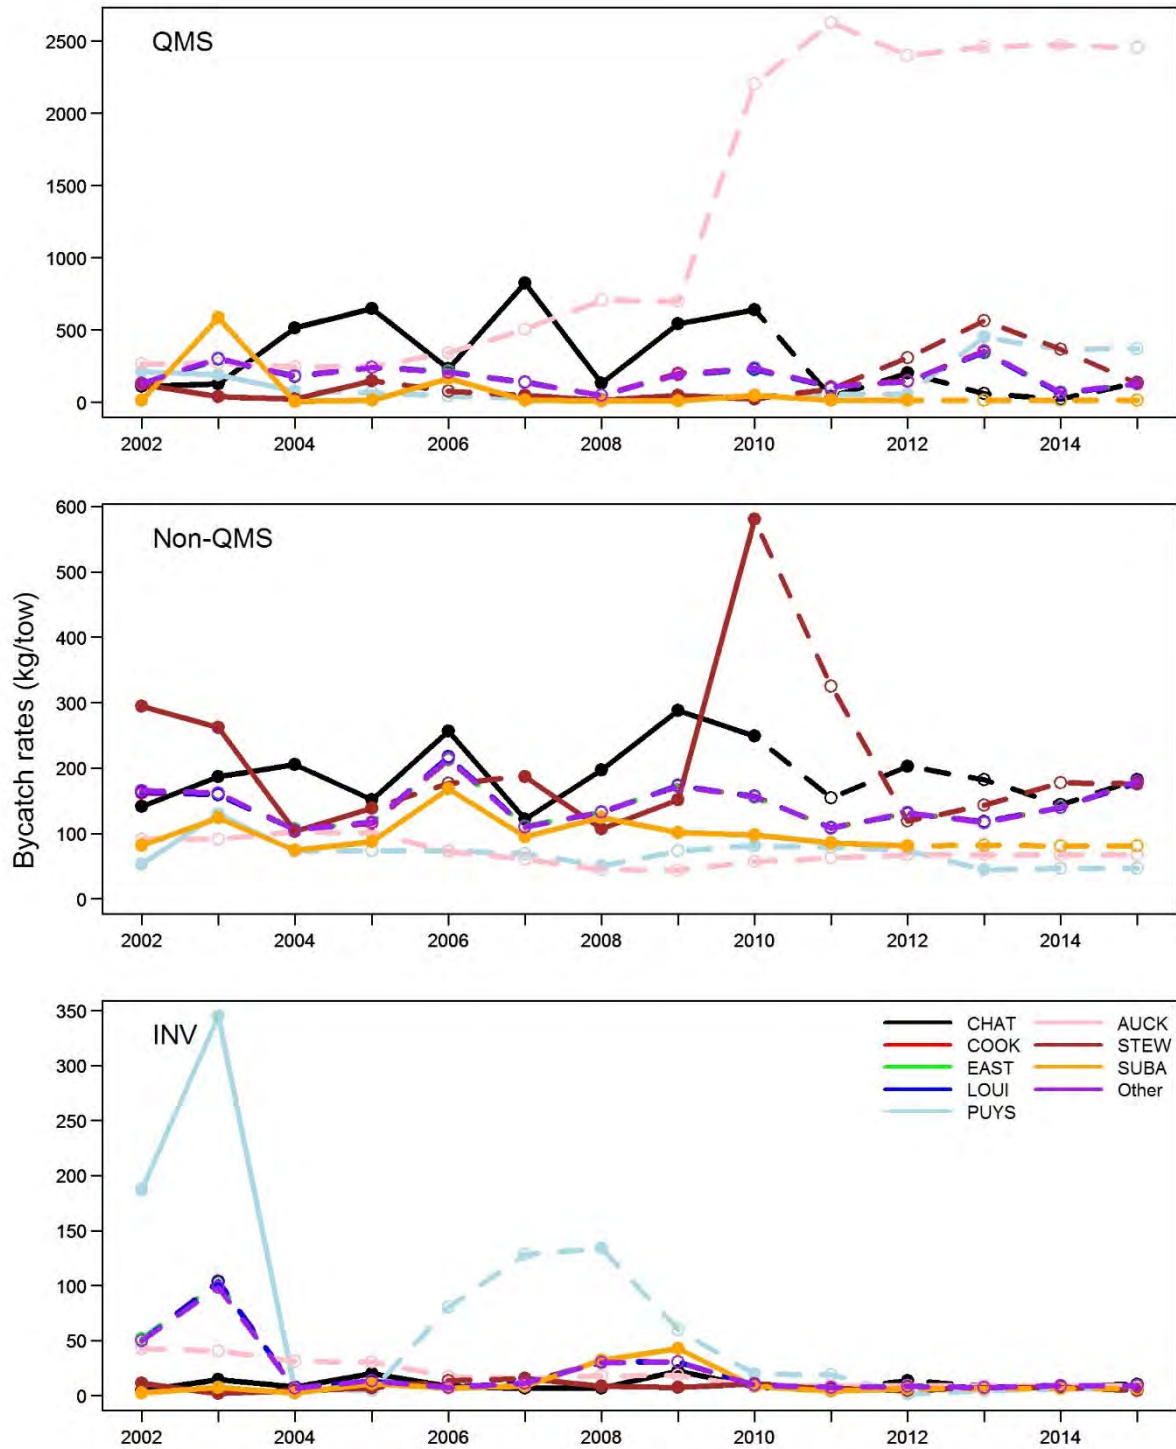 QMS
2500
2000
1500
1000
500
0
2002 2004 2006 2008 2010 2012 2014
Bycatch rates (kg/tow)
Non-QMS
600
500
400
300
200
100
0
2002 2004 2006 2008 2010 2012 2014
INV
350
300
250
200
150
100
50
0
CHAT AUCK
COOK STEW
EAST SUBA
LOUI Other
PUYS
2002 2004 2006 2008 2010 2012 2014